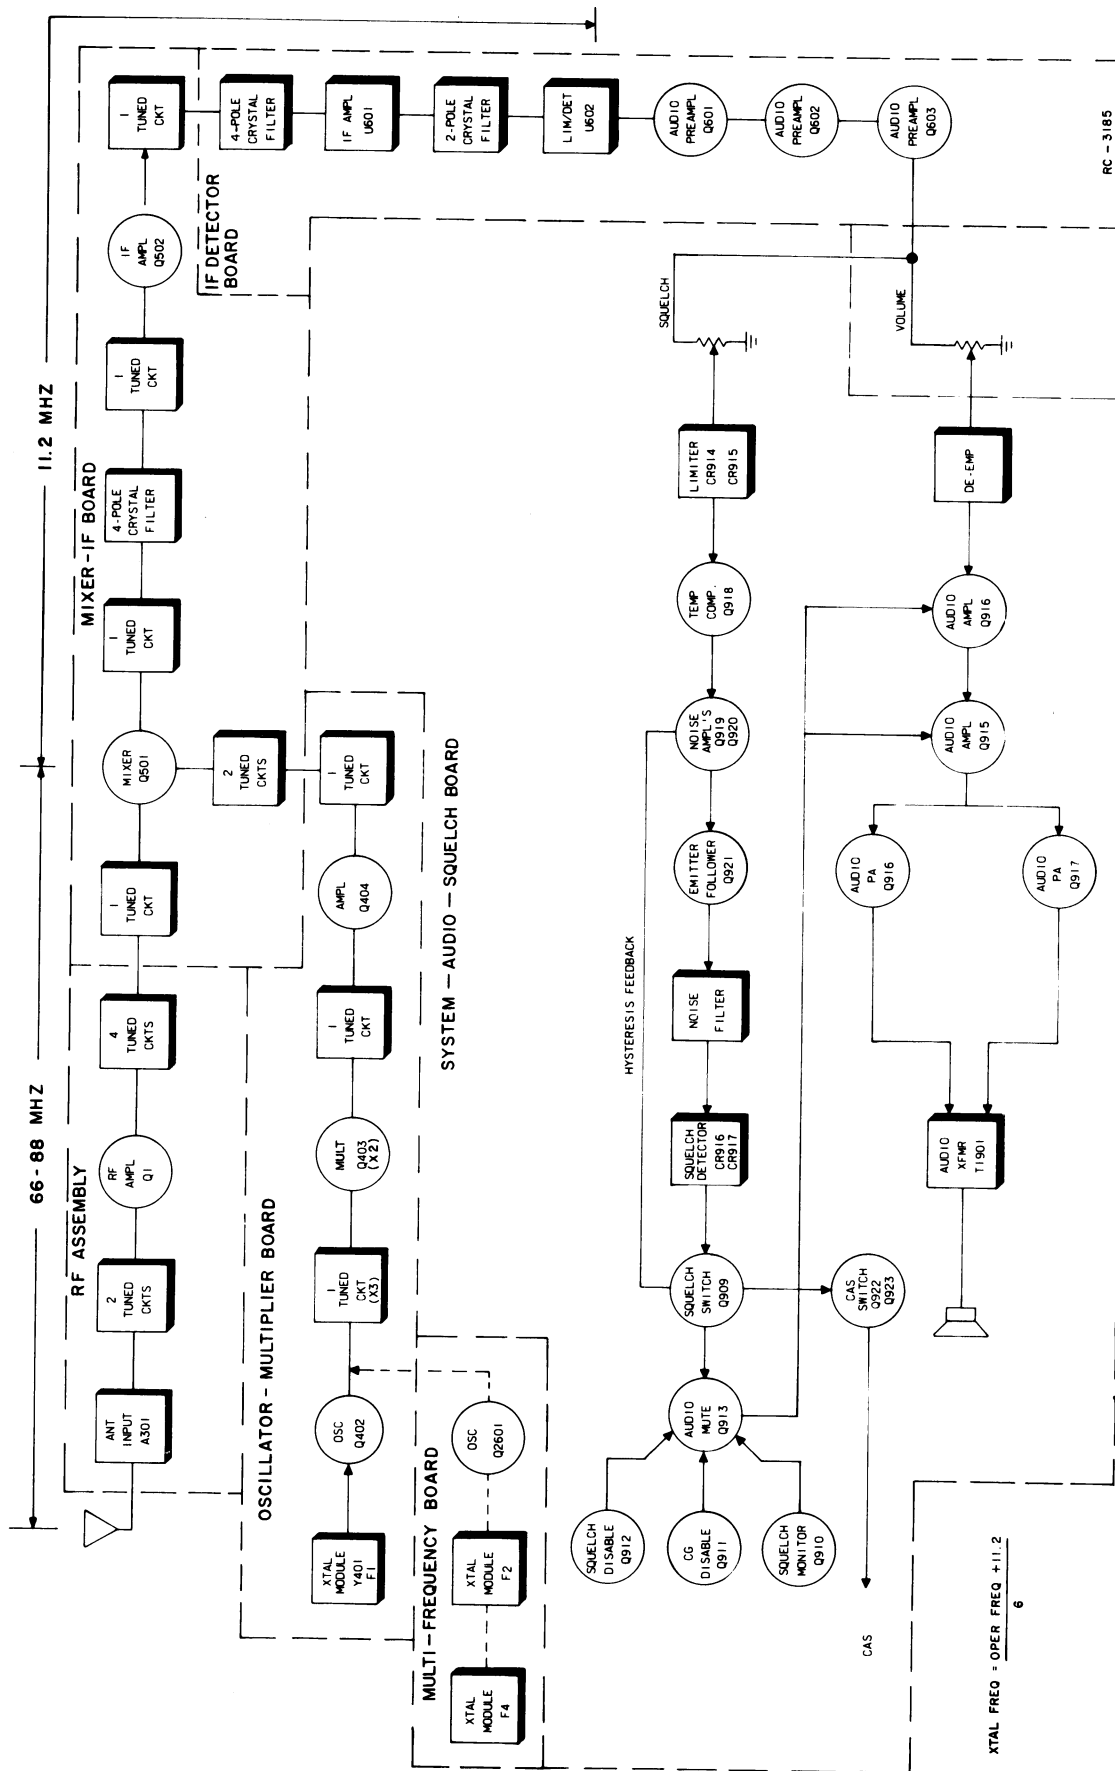 66-88 MHZ
11.2 MHZ
RF ASSEMBLY
MIXER-IF BOARD
ANT
INPUT
A301
2
TUNED
CKTS
RF
AMPL
Q1
4
TUNED
CKTS
1
TUNED
CKT
MIXER
Q501
1
TUNED
CKT
4-POLE
CRYSTAL
FILTER
1
TUNED
CKT
IF
AMPL
Q502
1
TUNED
CKT
IF DETECTOR
BOARD
4-POLE
CRYSTAL
FILTER
IF AMPL
U601
2-POLE
CRYSTAL
FILTER
LIM/DET
U602
AUDIO
PREAMPL
Q601
AUDIO
PREAMPL
Q602
AUDIO
PREAMPL
Q603
2
TUNED
CKTS
OSCILLATOR-MULTIPLIER BOARD
XTAL
MODULE
Y401
F1
OSC
Q402
1
TUNED
CKT
(X3)
MULT
Q403
(X2)
1
TUNED
CKT
AMPL
Q404
1
TUNED
CKT
MULTI-FREQUENCY BOARD
XTAL
MODULE
F4
XTAL
MODULE
F2
OSC
Q2601
SYSTEM-AUDIO-SQUELCH BOARD
SQUELCH
VOLUME
LIMITER
CR914
CR915
TEMP
COMP.
Q918
NOISE
AMPL'S
Q919
Q920
EMITTER
FOLLOWER
Q921
NOISE
FILTER
SQUELCH
DETECTOR
CR916
CR917
SQUELCH
SWITCH
Q909
HYSTERESIS FEEDBACK
AUDIO
MUTE
Q913
SQUELCH
DISABLE
Q912
CG
DISABLE
Q911
SQUELCH
MONITOR
Q910
CAS
SWITCH
Q922
Q923
CAS
DE-EMP
AUDIO
AMPL
Q916
AUDIO
AMPL
Q915
AUDIO
PA
Q916
AUDIO
PA
Q917
AUDIO
XFMR
T1901
XTAL FREQ = OPER FREQ +11.2
6
RC-3185